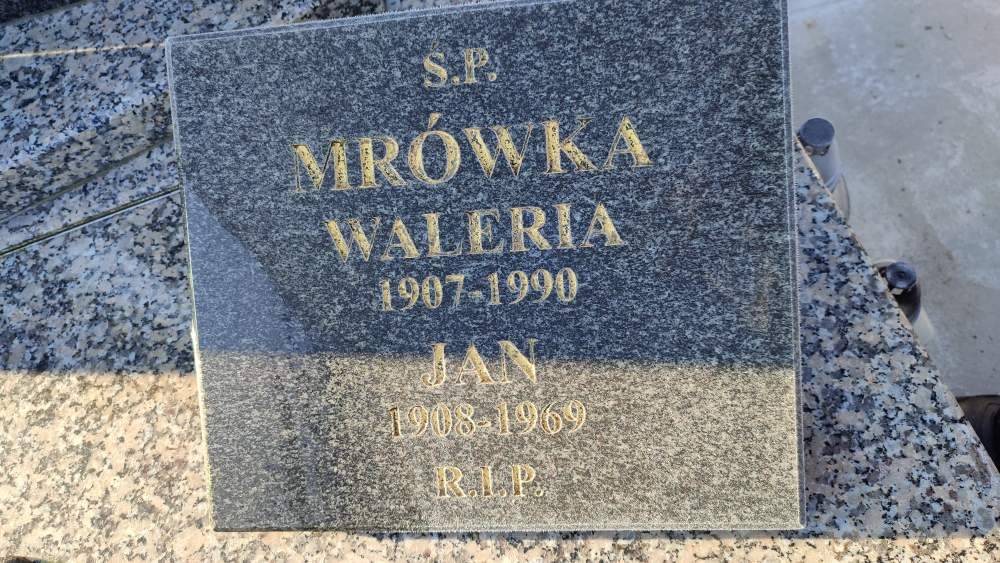 Ś.P.
MRÓWKA
WALERIA
1907-1990
JAN
1908-1969
R.I.P.